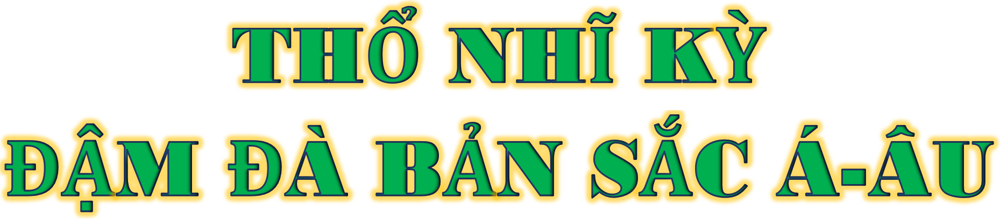 THỔ NHĨ KỲ
ĐẬM ĐÀ BẢN SẮC Á-ÂU